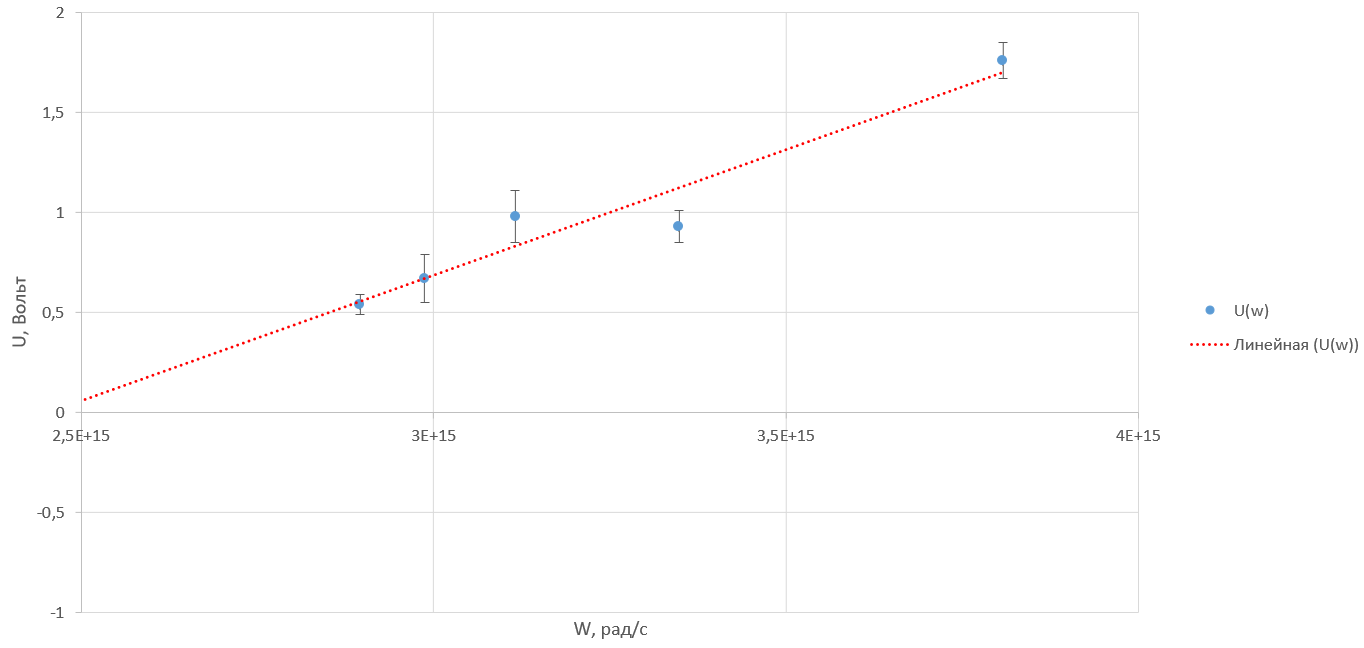 2
1,5
1
0,5
0
2,5E+15
3E+15
3,5E+15
4E+15
-0,5
-1
U, Вольт
W, рад/с
U(w)
Линейная (U(w))